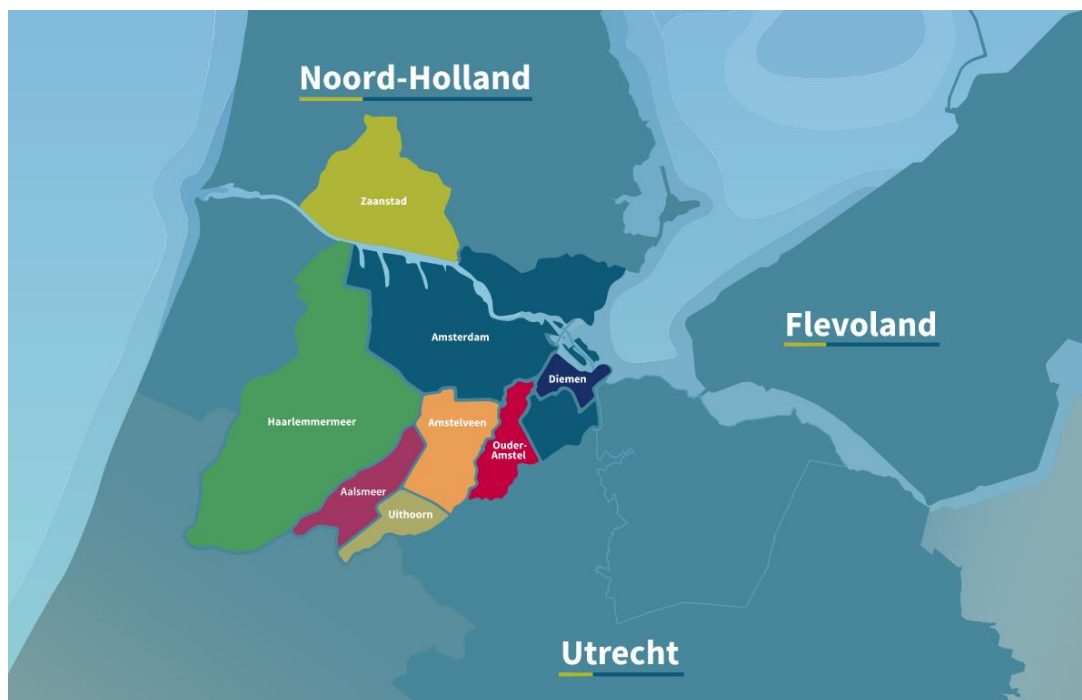 Noord-Holland
Zaanstad
Flevoland
Amsterdam
Diemen
Haarlemmermeer
Amstelveen
Ouder-
Amstel
Aalsmeer
Uithoorn
Utrecht